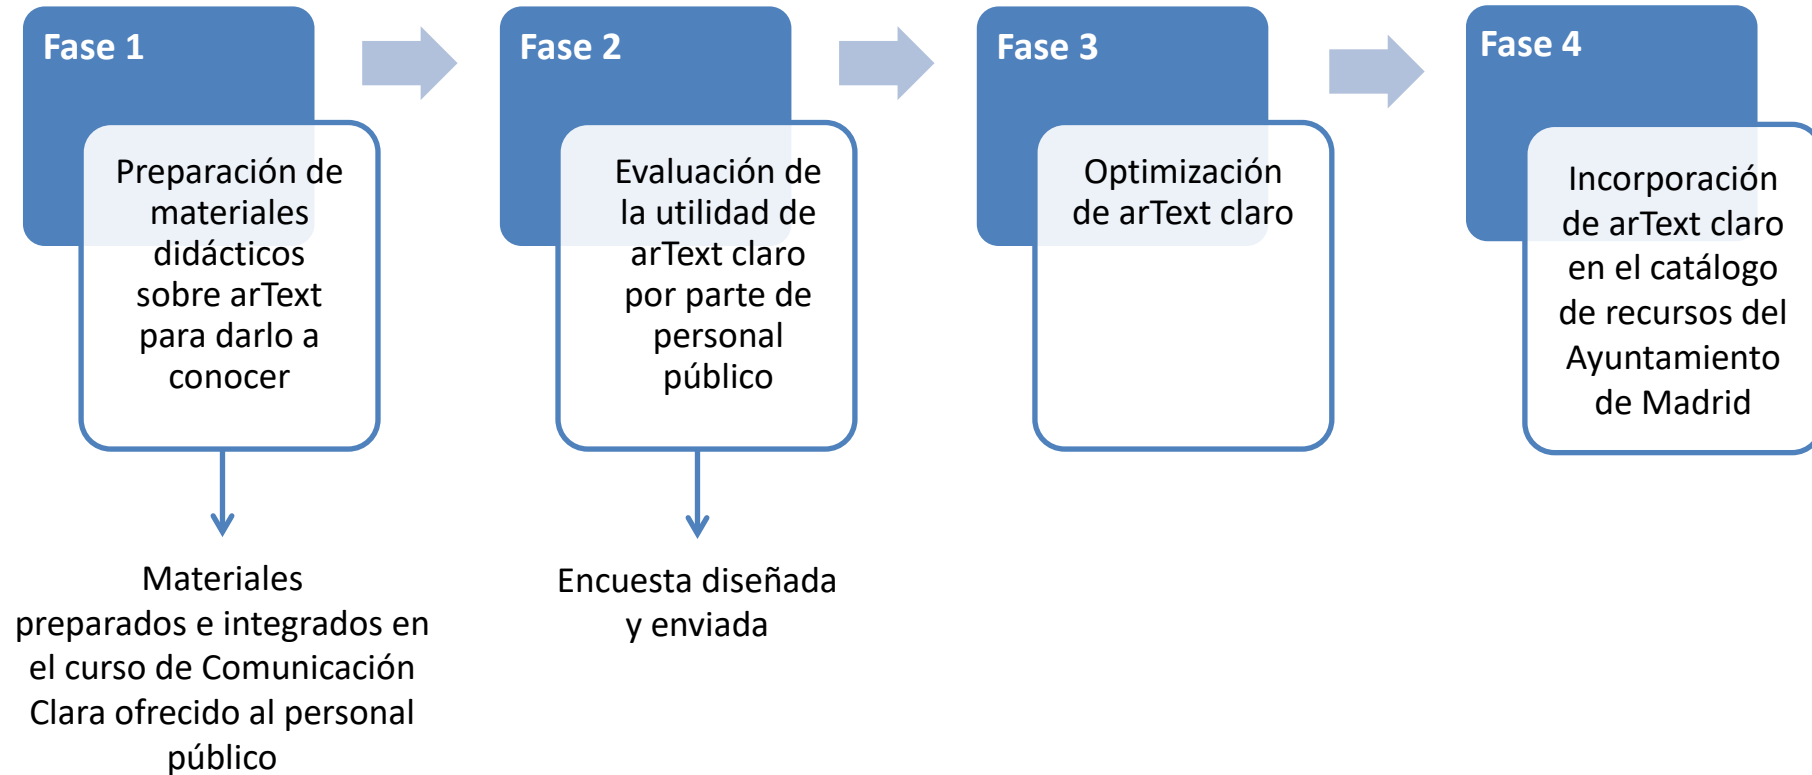 Fase 1
Preparación de
materiales
didácticos
sobre arText
para darlo a
conocer
Materiales
preparados e integrados en
el curso de Comunicación
Clara ofrecido al personal
público
Fase 2
Evaluación de
la utilidad de
arText claro
por parte de
personal
público
Encuesta diseñada
y enviada
Fase 3
Optimización
de arText claro
Fase 4
Incorporación
de arText claro
en el catálogo
de recursos del
Ayuntamiento
de Madrid